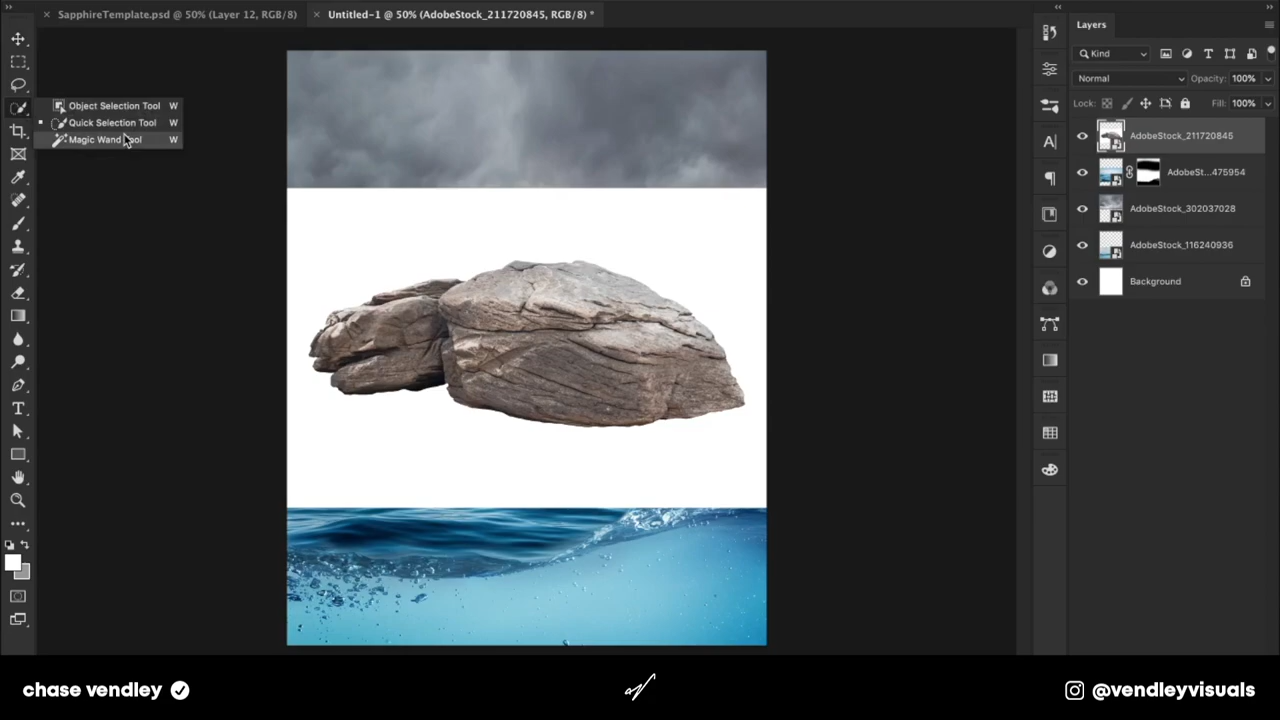 SapphireTemplate.psd @ 50% (Layer 12, RGB/8)
Untitled-1 @ 50% (AdobeStock_211720845, RGB/8) *
Object Selection Tool W
Quick Selection Tool W
Magic Wand Tool W
Layers
Kind
Normal
Opacity: 100%
Lock:
Fill: 100%
AdobeStock_211720845
AdobeSt...475954
AdobeStock_302037028
AdobeStock_116240936
Background
chase vendley
@vendleyvisuals